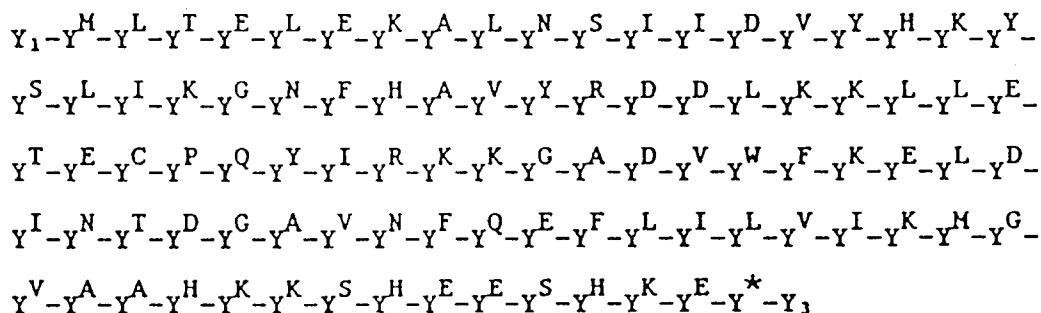 Y₁-Yᴹ-Yᴸ-Yᵀ-Yᴱ-Yᴸ-Yᴱ-Yᴷ-Yᴬ-Yᴸ-Yᴺ-Yˢ-Yᴵ-Yᴵ-Yᴰ-Yⱽ-Yʸ-Yᴴ-Yᴷ-Yʸ-
Yˢ-Yᴸ-Yᴵ-Yᴷ-Yᴳ-Yᴺ-Yᶠ-Yᴴ-Yᴬ-Yⱽ-Yʸ-Yᴿ-Yᴰ-Yᴰ-Yᴸ-Yᴷ-Yᴷ-Yᴸ-Yᴸ-Yᴱ-
Yᵀ-Yᴱ-Yᶜ-Yᴾ-Y^Q-Yʸ-Yᴵ-Yᴿ-Yᴷ-Yᴷ-Yᴳ-Yᴬ-Yᴰ-Yⱽ-Yᵂ-Yᶠ-Yᴷ-Yᴱ-Yᴸ-Yᴰ-
Yᴵ-Yᴺ-Yᵀ-Yᴰ-Yᴳ-Yᴬ-Yⱽ-Yᴺ-Yᶠ-Y^Q-Yᴱ-Yᶠ-Yᴸ-Yᴵ-Yᴸ-Yⱽ-Yᴵ-Yᴷ-Yᴹ-Yᴳ-
Yⱽ-Yᴬ-Yᴬ-Yᴴ-Yᴷ-Yᴷ-Yˢ-Yᴴ-Yᴱ-Yᴱ-Yˢ-Yᴴ-Yᴷ-Yᴱ-Y*-Y₃